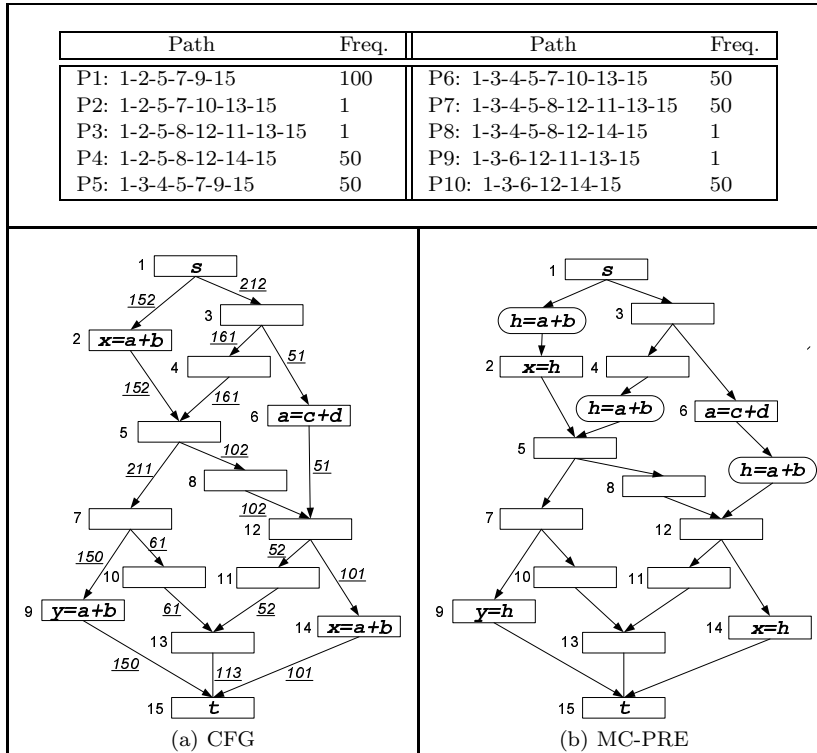 Path Freq. Path Freq.
P1: 1-2-5-7-9-15 100 P6: 1-3-4-5-7-10-13-15 50
P2: 1-2-5-7-10-13-15 1 P7: 1-3-4-5-8-12-11-13-15 50
P3: 1-2-5-8-12-11-13-15 1 P8: 1-3-4-5-8-12-14-15 1
P4: 1-2-5-8-12-14-15 50 P9: 1-3-6-12-11-13-15 1
P5: 1-3-4-5-7-9-15 50 P10: 1-3-6-12-14-15 50
1 s
152 212
3
2 x=a+b 161 51
4
152 161
6 a=c+d
5
211 102 51
8
7 102
12
150 61 52
10 11 101
9 y=a+b 61 52
14 x=a+b
13
150 113 101
15 t
(a) CFG
1 s
h=a+b 3
2 x=h 4
h=a+b 6 a=c+d
5
8 h=a+b
7 12
10 11
9 y=h
13 14 x=h
15 t
(b) MC-PRE